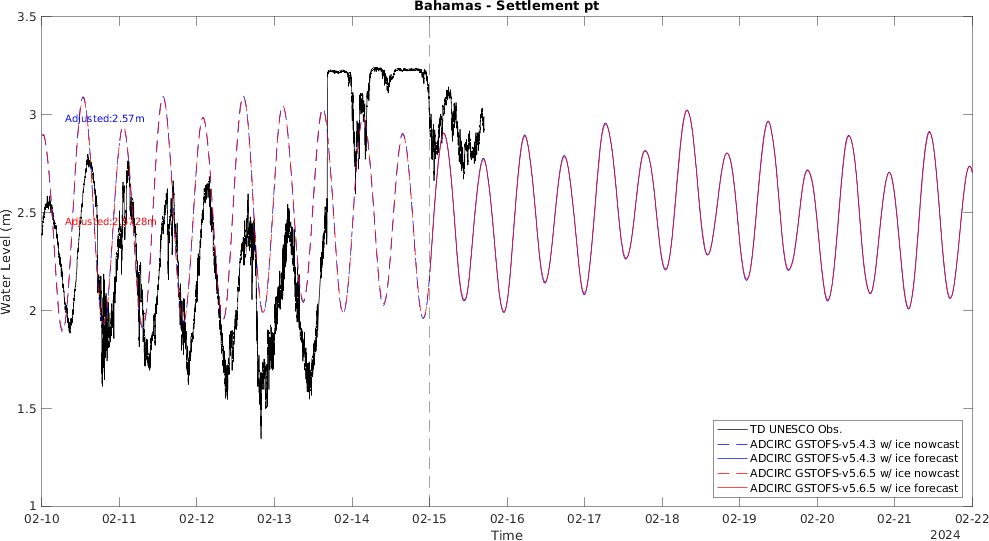 Bahamas - Settlement pt
3.5
3
2.5
2
1.5
1
Water Level (m)
Adjusted:2.57m
02-10
02-11
02-12
02-13
02-14
02-15
02-16
02-17
02-18
02-19
02-20
02-21
02-22
Time
2024
TD UNESCO Obs.
ADCIRC GSTOFS-v5.4.3 w/ ice nowcast
ADCIRC GSTOFS-v5.4.3 w/ ice forecast
ADCIRC GSTOFS-v5.6.5 w/ ice nowcast
ADCIRC GSTOFS-v5.6.5 w/ ice forecast